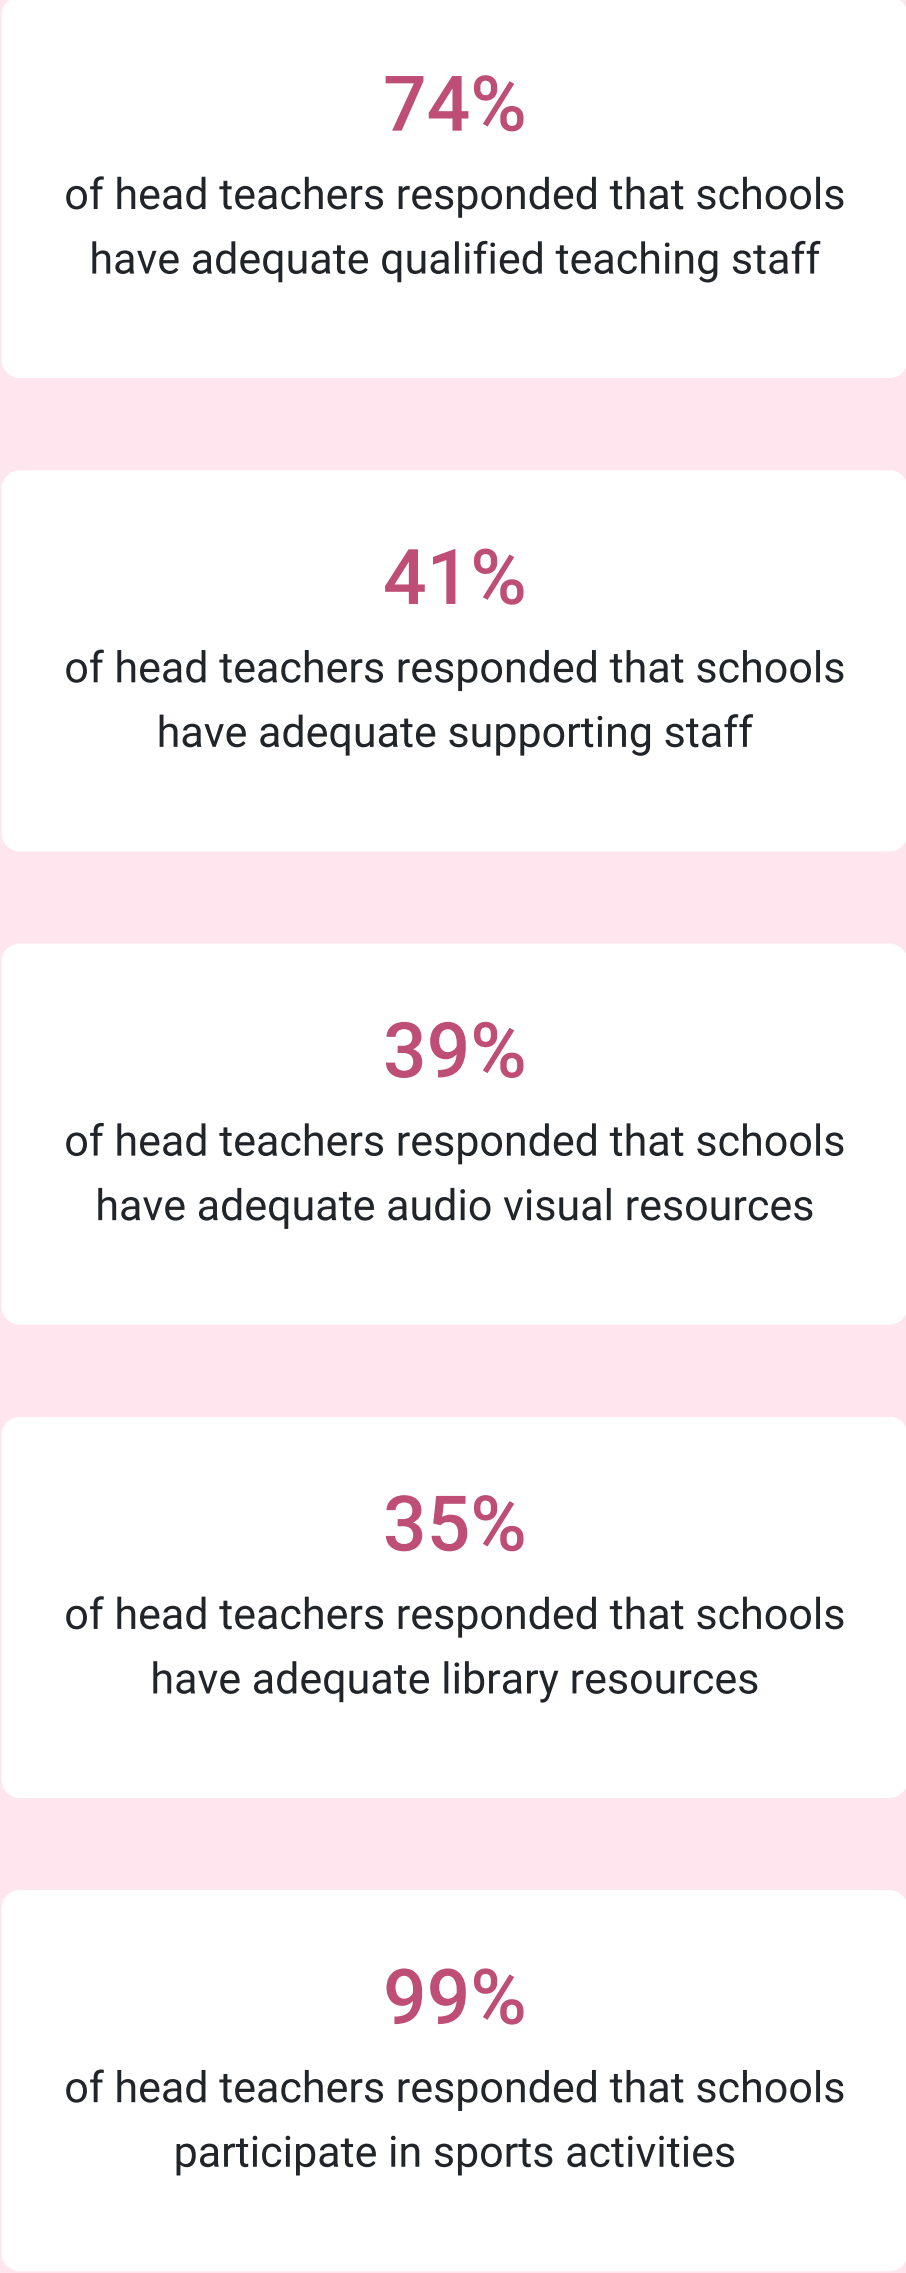 74%
of head teachers responded that schools
have adequate qualified teaching staff
41%
of head teachers responded that schools
have adequate supporting staff
39%
of head teachers responded that schools
have adequate audio visual resources
35%
of head teachers responded that schools
have adequate library resources
99%
of head teachers responded that schools
participate in sports activities